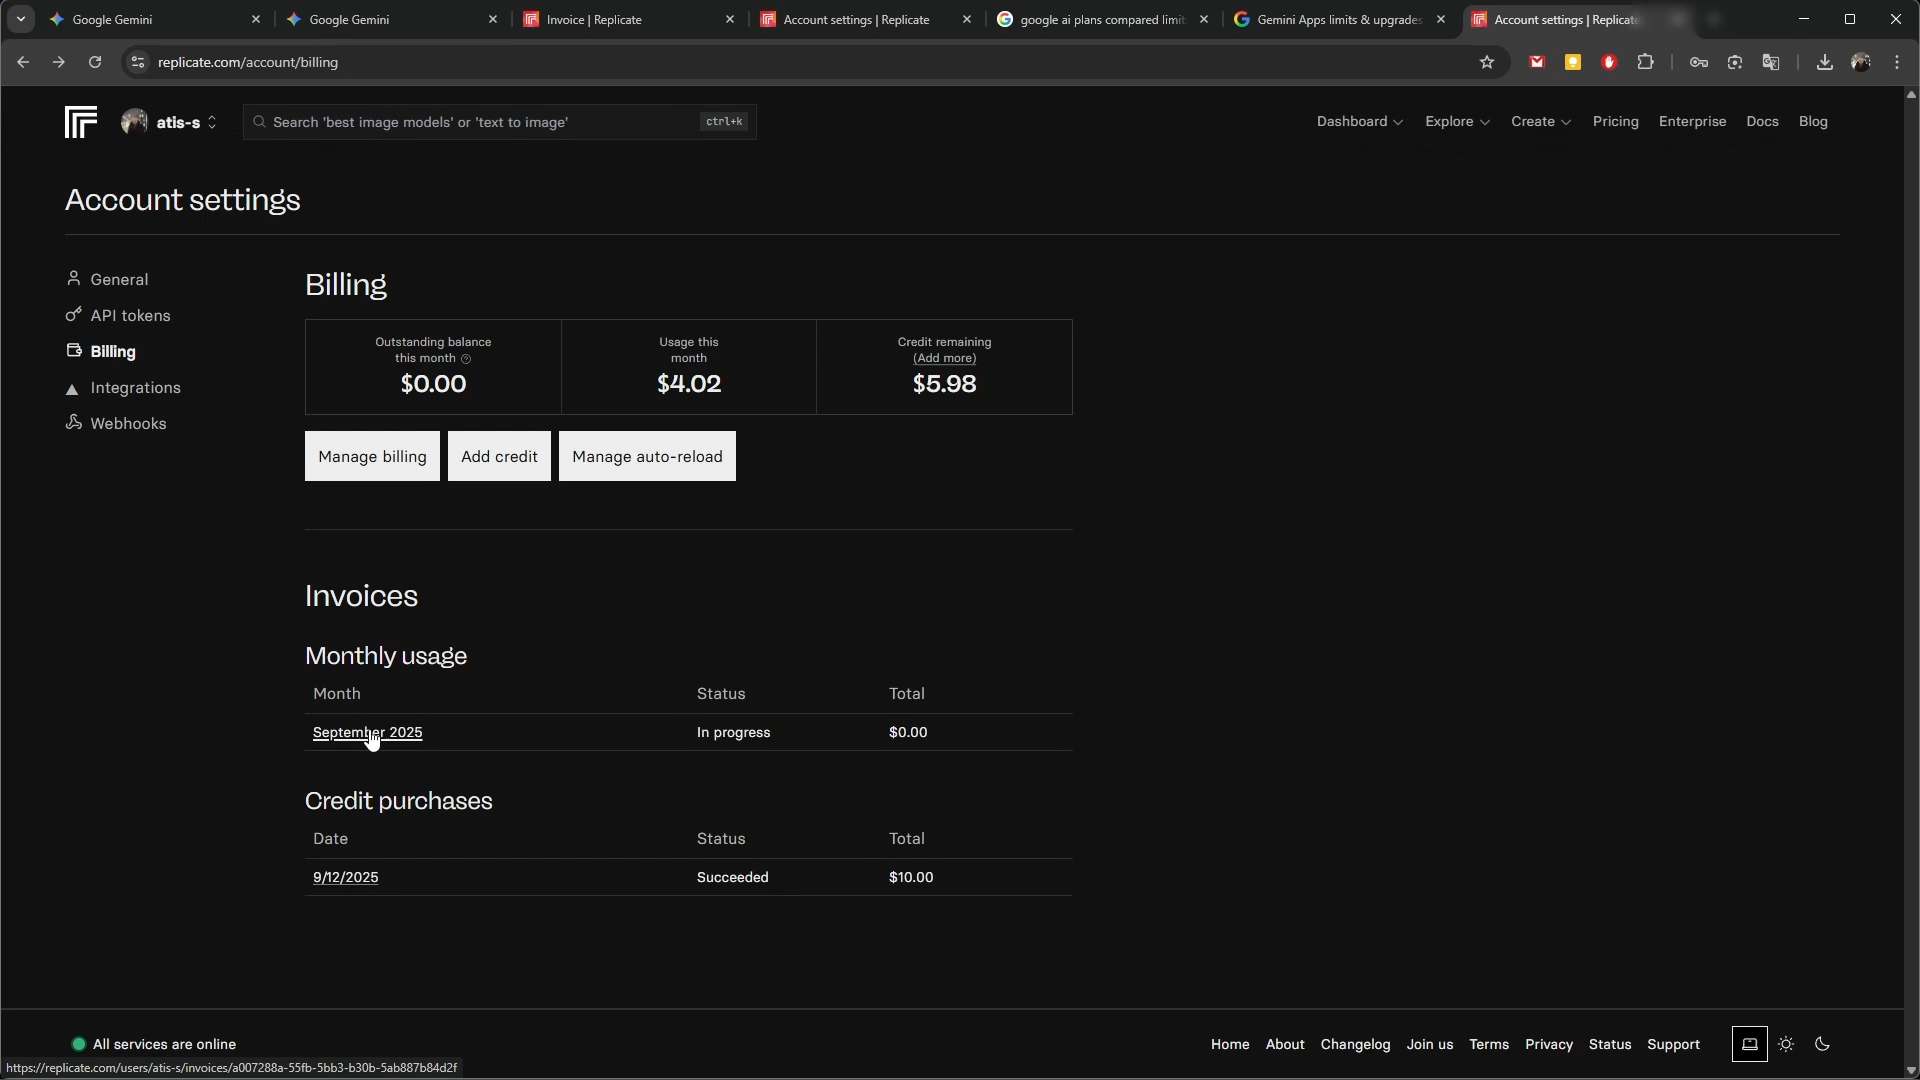 Google Gemini
Google Gemini
Invoice | Replicate
Account settings | Replicate
google ai plans compared limit
Gemini Apps limits & upgrades
Account settings | Replicate
replicate.com/account/billing
atis-s
Search 'best image models' or 'text to image'
ctrl+k
Dashboard
Explore
Create
Pricing
Enterprise
Docs
Blog
Account settings
General
API tokens
Billing
Integrations
Webhooks
Billing
Outstanding balance
this month
$0.00
Usage this
month
$4.02
Credit remaining
(Add more)
$5.98
Manage billing
Add credit
Manage auto-reload
Invoices
Monthly usage
Month Status Total
September 2025 In progress $0.00
Credit purchases
Date Status Total
9/12/2025 Succeeded $10.00
All services are online
Home About Changelog Join us Terms Privacy Status Support
https://replicate.com/users/atis-s/invoices/a007288a-55fb-5bb3-b30b-5ab887b84d2f